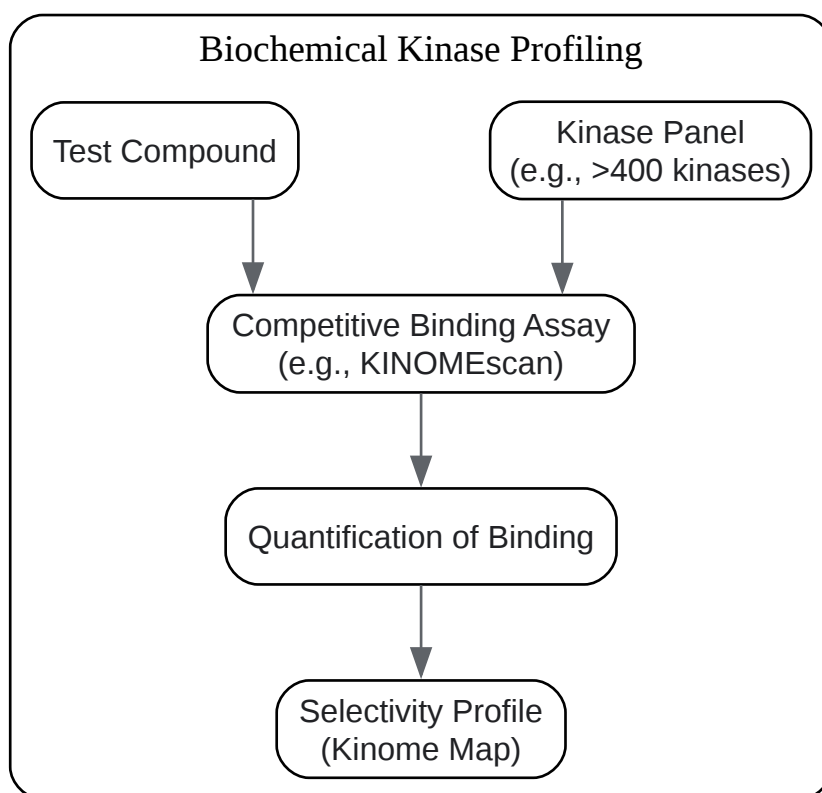 Biochemical Kinase Profiling
Test Compound
Kinase Panel
(e.g., >400 kinases)
Competitive Binding Assay
(e.g., KINOMEscan)
Quantification of Binding
Selectivity Profile
(Kinome Map)